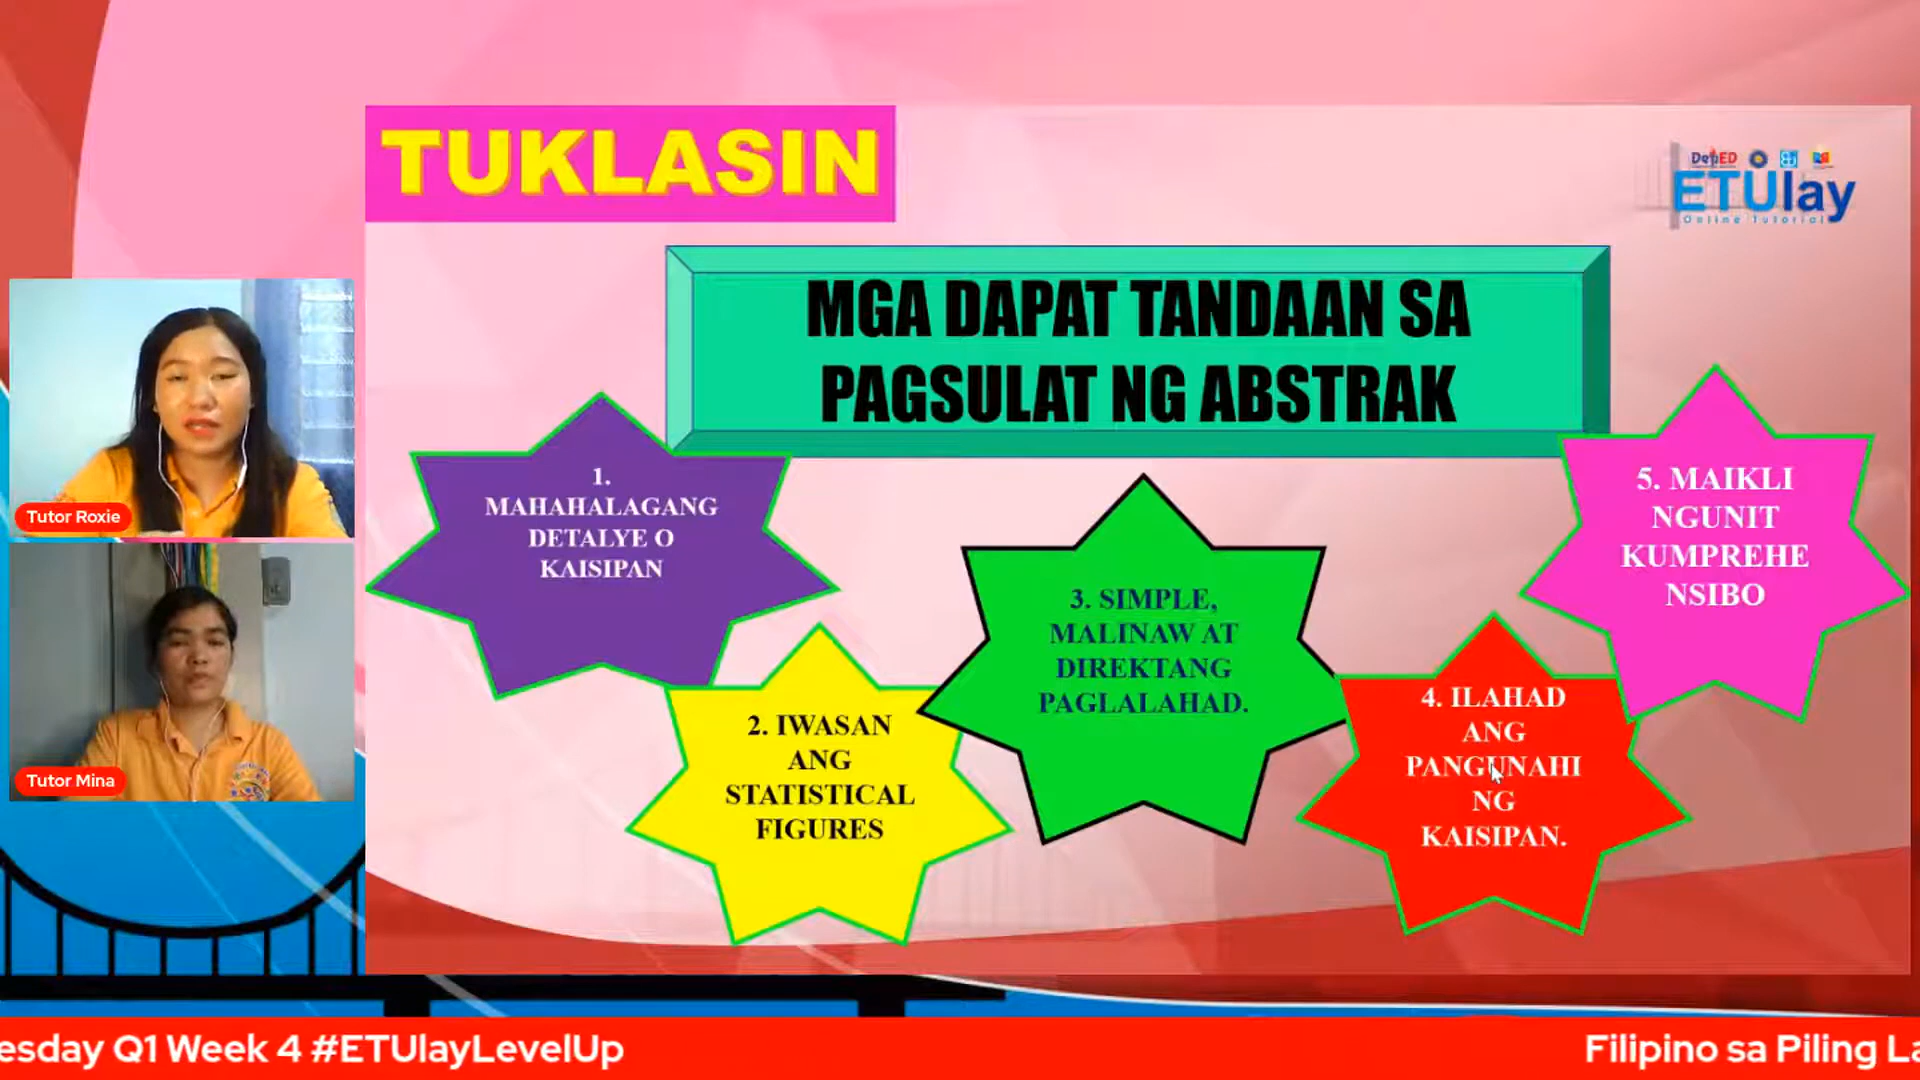 TUKLASIN
DepED
ETUlay
Online Tutorial
MGA DAPAT TANDAAN SA
PAGSULAT NG ABSTRAK
1.
MAHAHALAGANG
DETALYE O
KAISIPAN
2. IWASAN
ANG
STATISTICAL
FIGURES
3. SIMPLE,
MALINAW AT
DIREKTANG
PAGLALAHAD.
4. ILAHAD
ANG
PANGUNAHI
NG
KAISIPAN.
5. MAIKLI
NGUNIT
KUMPREHE
NSIBO
Tutor Roxie
Tutor Mina
esday Q1 Week 4 #ETUlayLevelUp
Filipino sa Piling La